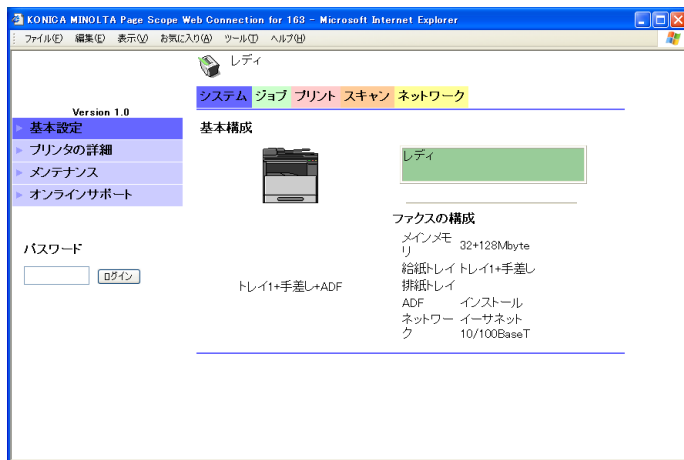 KONICA MINOLTA Page Scope Web Connection for 163 - Microsoft Internet Explorer
ファイル(F) 編集(E) 表示(V) お気に入り(A) ツール(T) ヘルプ(H)
レディ
システム ジョブ プリント スキャン ネットワーク
Version 1.0
基本設定
プリンタの詳細
メンテナンス
オンラインサポート
パスワード
ログイン
基本構成
レディ
トレイ1+手差し+ADF
ファクスの構成
メインメモ
リ 32+128Mbyte
給紙トレイ トレイ1+手差し
排紙トレイ
ADF インストール
ネットワー イーサネット
ク 10/100BaseT